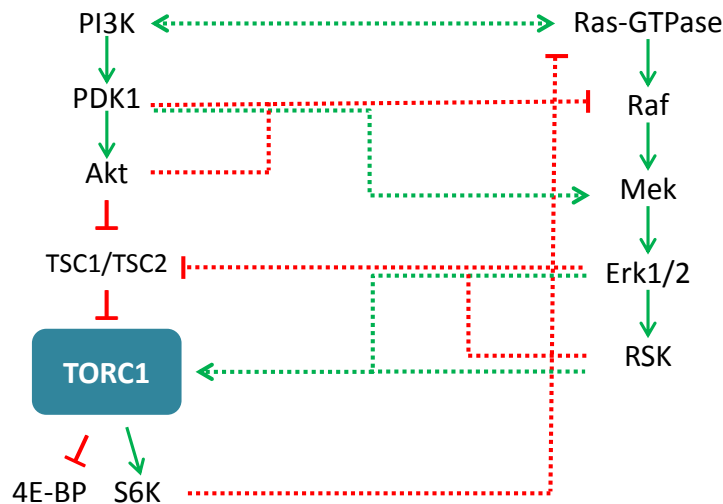 PI3K
Ras-GTPase
PDK1
Raf
Akt
Mek
TSC1/TSC2
Erk1/2
TORC1
RSK
4E-BP
S6K